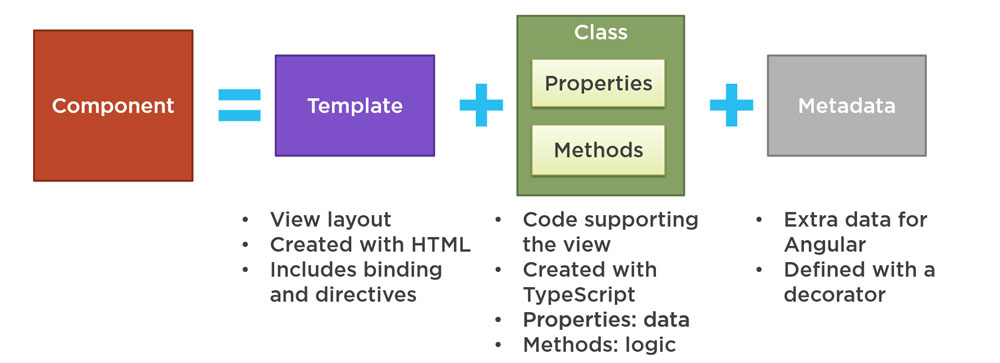 Component
=
Template
+
Class
Properties
Methods
+
Metadata
• View layout
• Created with HTML
• Includes binding
and directives
• Code supporting
the view
• Created with
TypeScript
• Properties: data
• Methods: logic
• Extra data for
Angular
• Defined with a
decorator